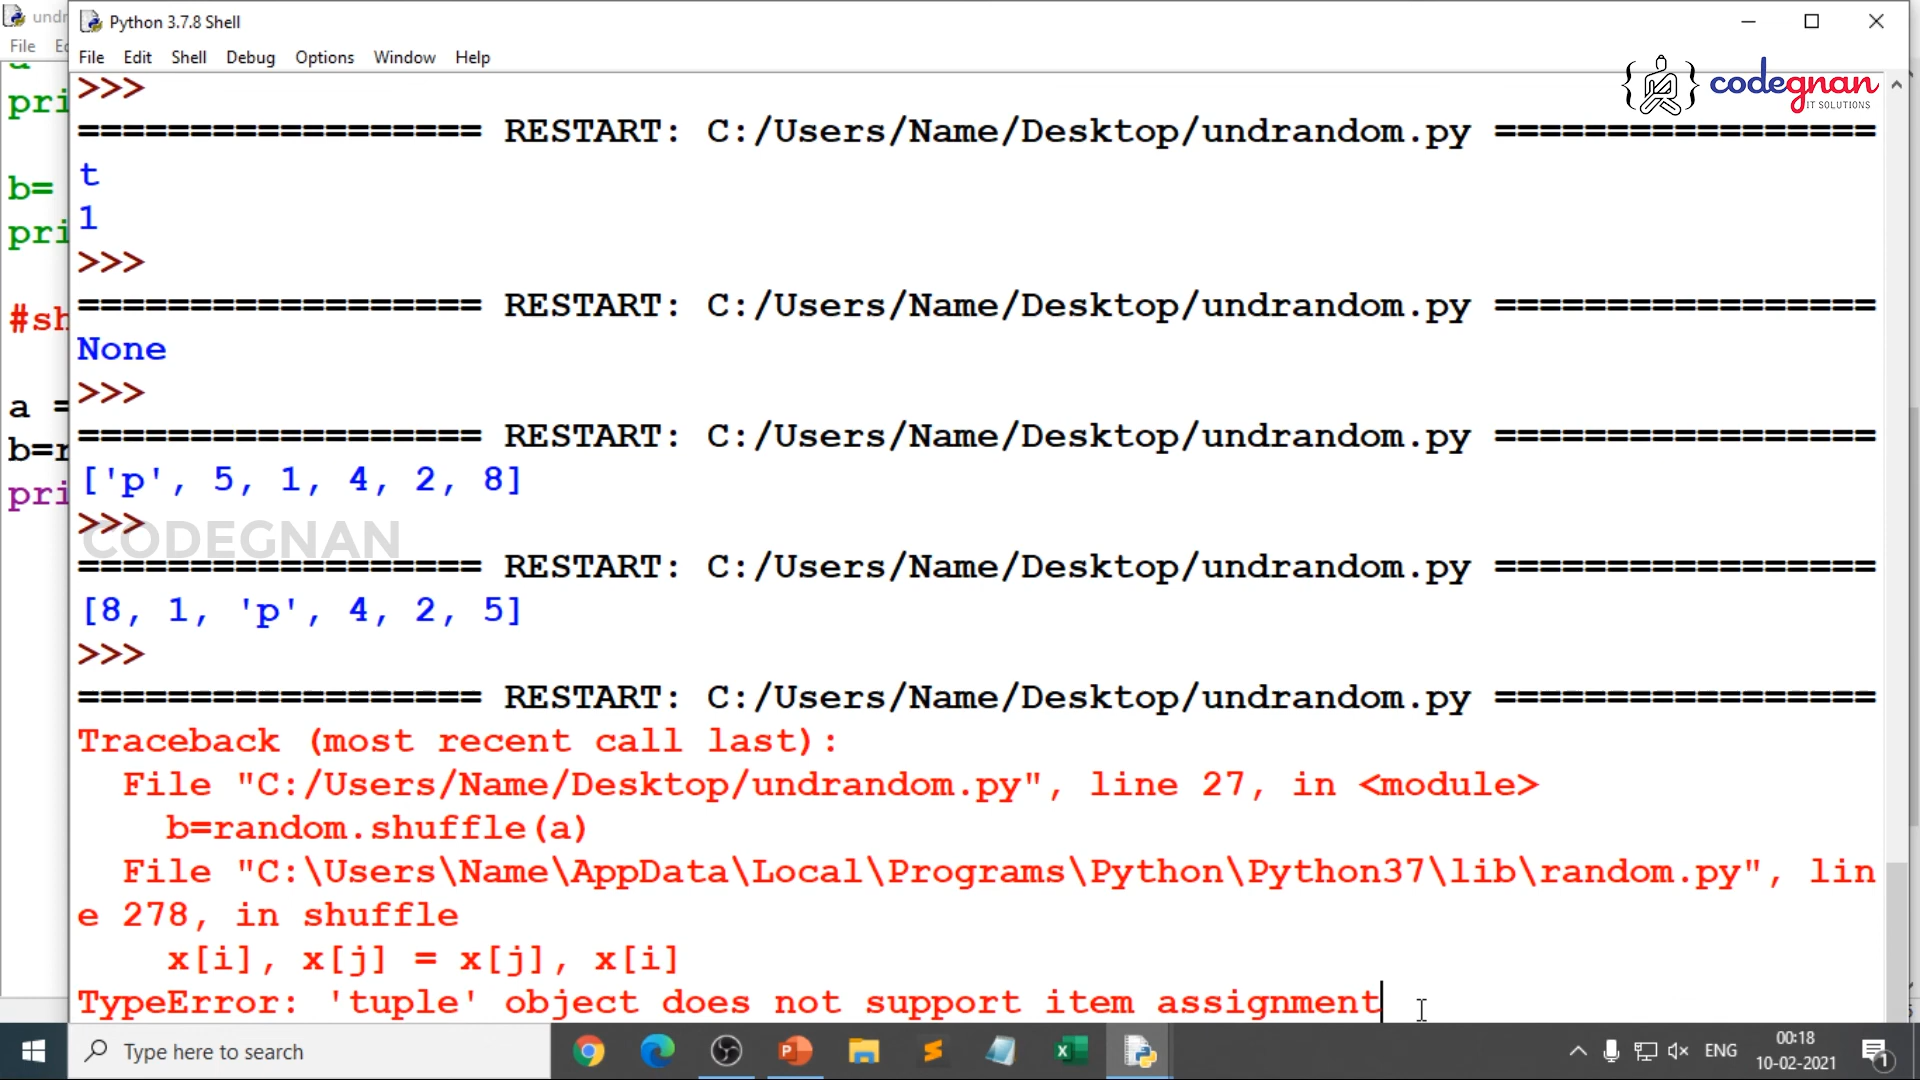 undr
Python 3.7.8 Shell
File Ed
File Edit Shell Debug Options Window Help
codegnan
IT SOLUTIONS
>>>
================== RESTART: C:/Users/Name/Desktop/undrandom.py =================
t
1
>>>
================== RESTART: C:/Users/Name/Desktop/undrandom.py =================
None
>>>
================== RESTART: C:/Users/Name/Desktop/undrandom.py =================
['p', 5, 1, 4, 2, 8]
>>>
CODEGNAN
================== RESTART: C:/Users/Name/Desktop/undrandom.py =================
[8, 1, 'p', 4, 2, 5]
>>>
================== RESTART: C:/Users/Name/Desktop/undrandom.py =================
Traceback (most recent call last):
  File "C:/Users/Name/Desktop/undrandom.py", line 27, in <module>
    b=random.shuffle(a)
  File "C:\Users\Name\AppData\Local\Programs\Python\Python37\lib\random.py", lin
e 278, in shuffle
    x[i], x[j] = x[j], x[i]
TypeError: 'tuple' object does not support item assignment
pri
b=
pri
#sh
a =
b=r
pri
Type here to search
ENG
00:18
10-02-2021
1